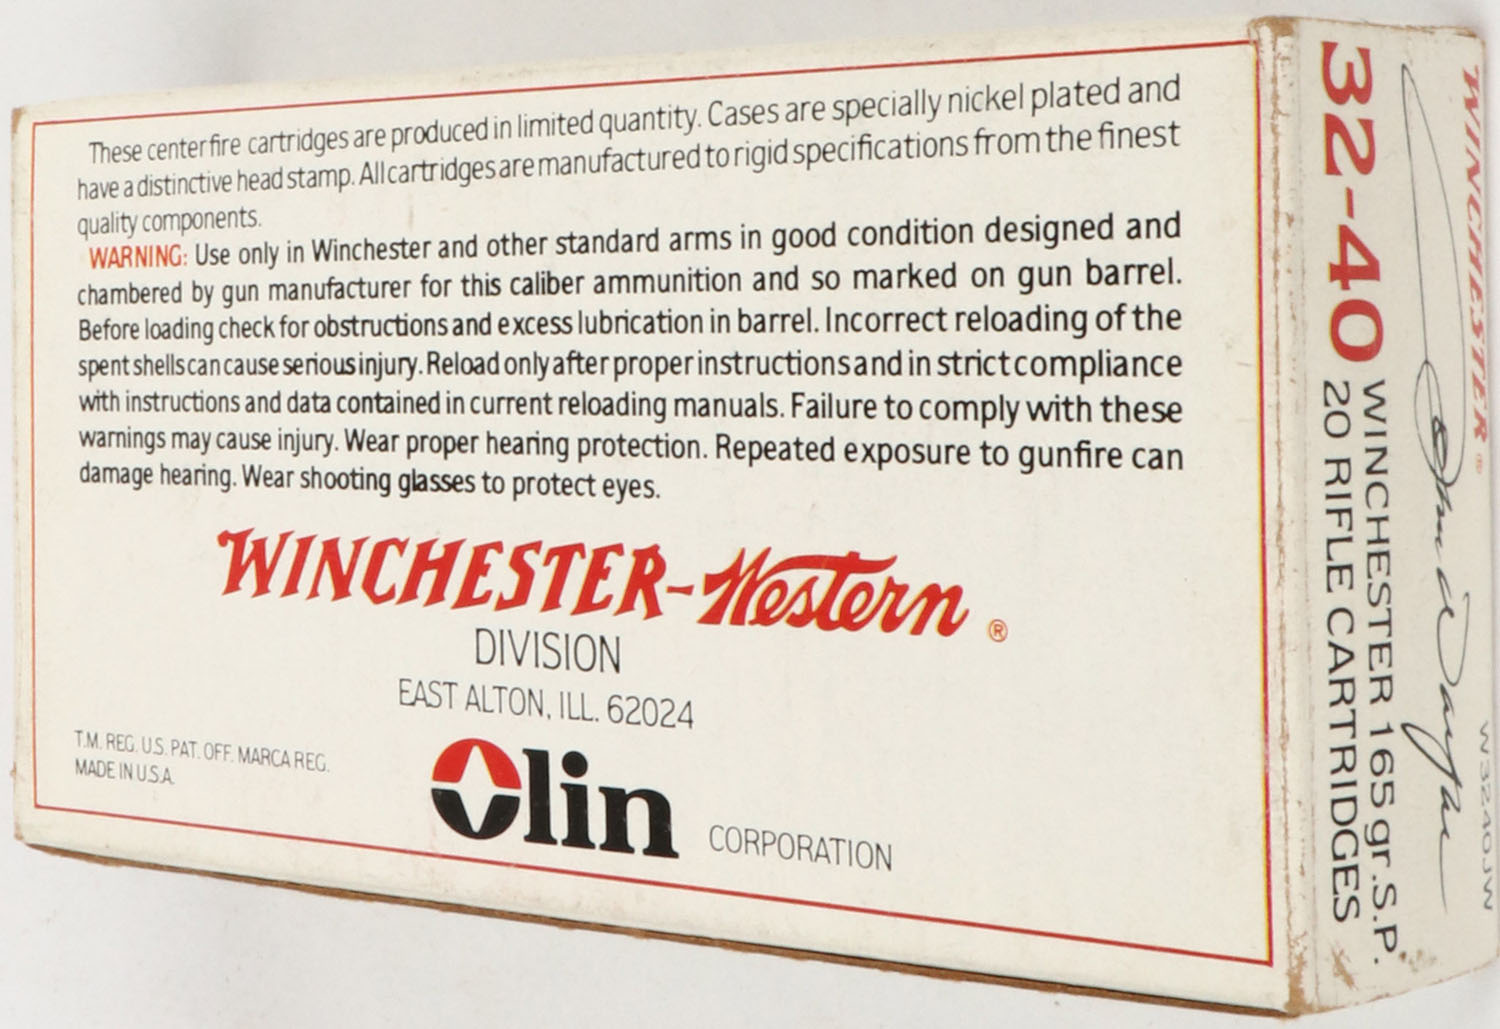 These centerfire cartridges are produced in limited quantity. Cases are specially nickel plated and
have a distinctive head stamp. All cartridges are manufactured to rigid specifications from the finest
quality components.
WARNING: Use only in Winchester and other standard arms in good condition designed and
chambered by gun manufacturer for this caliber ammunition and so marked on gun barrel.
Before loading check for obstructions and excess lubrication in barrel. Incorrect reloading of the
spent shells can cause serious injury. Reload only after proper instructions and in strict compliance
with instructions and data contained in current reloading manuals. Failure to comply with these
warnings may cause injury. Wear proper hearing protection. Repeated exposure to gunfire can
damage hearing. Wear shooting glasses to protect eyes.
WINCHESTER-Western®
DIVISION
EAST ALTON, ILL. 62024
T.M. REG. U.S. PAT. OFF. MARCA REG.
MADE IN U.S.A.
Olin CORPORATION
WINCHESTER®
John Wayne
W3240JW
32-40 WINCHESTER 165 gr. S.P.
20 RIFLE CARTRIDGES